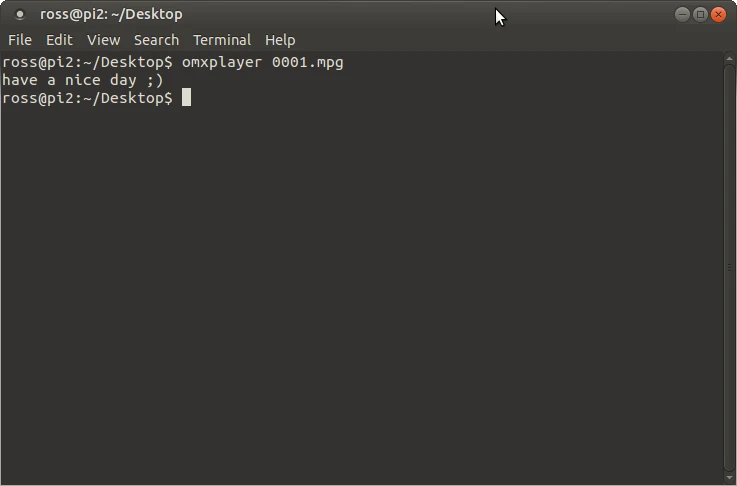 ross@pi2: ~/Desktop
File Edit View Search Terminal Help
ross@pi2:~/Desktop$ omxplayer 0001.mpg
have a nice day ;)
ross@pi2:~/Desktop$